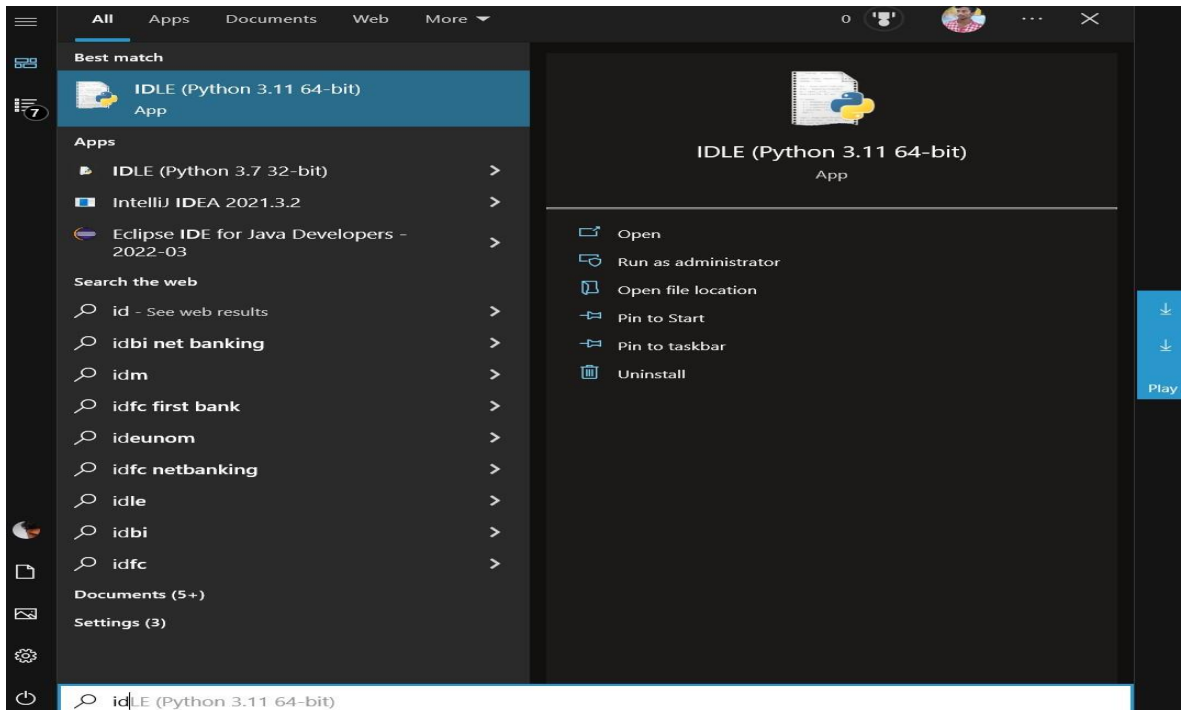 All Apps Documents Web More 0 ...
Best match
IDLE (Python 3.11 64-bit)
App
7
Apps
IDLE (Python 3.7 32-bit)
IntelliJ IDEA 2021.3.2
Eclipse IDE for Java Developers -
2022-03
Search the web
id - See web results
idbi net banking
idm
idfc first bank
ideunom
idfc netbanking
idle
idbi
idfc
Documents (5+)
Settings (3)
idLE (Python 3.11 64-bit)
IDLE (Python 3.11 64-bit)
App
Open
Run as administrator
Open file location
Pin to Start
Pin to taskbar
Uninstall
Play